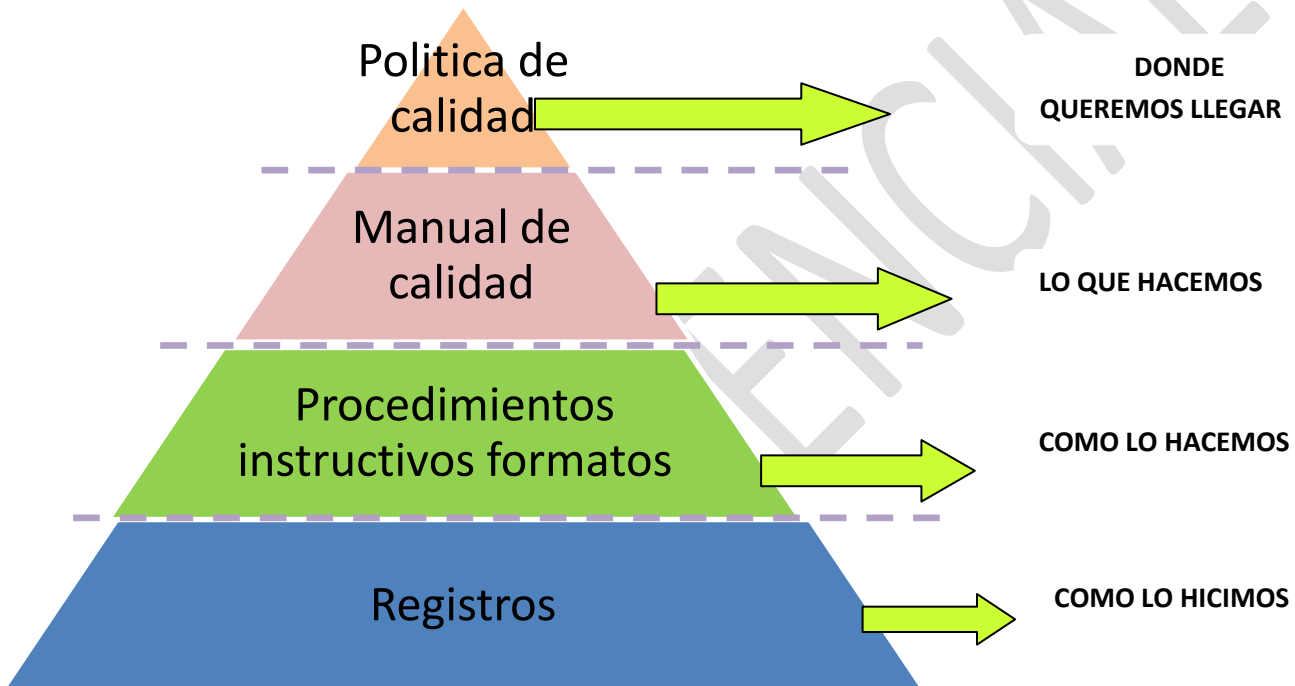 Politica de
calidad
DONDE
QUEREMOS LLEGAR
Manual de
calidad
LO QUE HACEMOS
Procedimientos
instructivos formatos
COMO LO HACEMOS
Registros
COMO LO HICIMOS